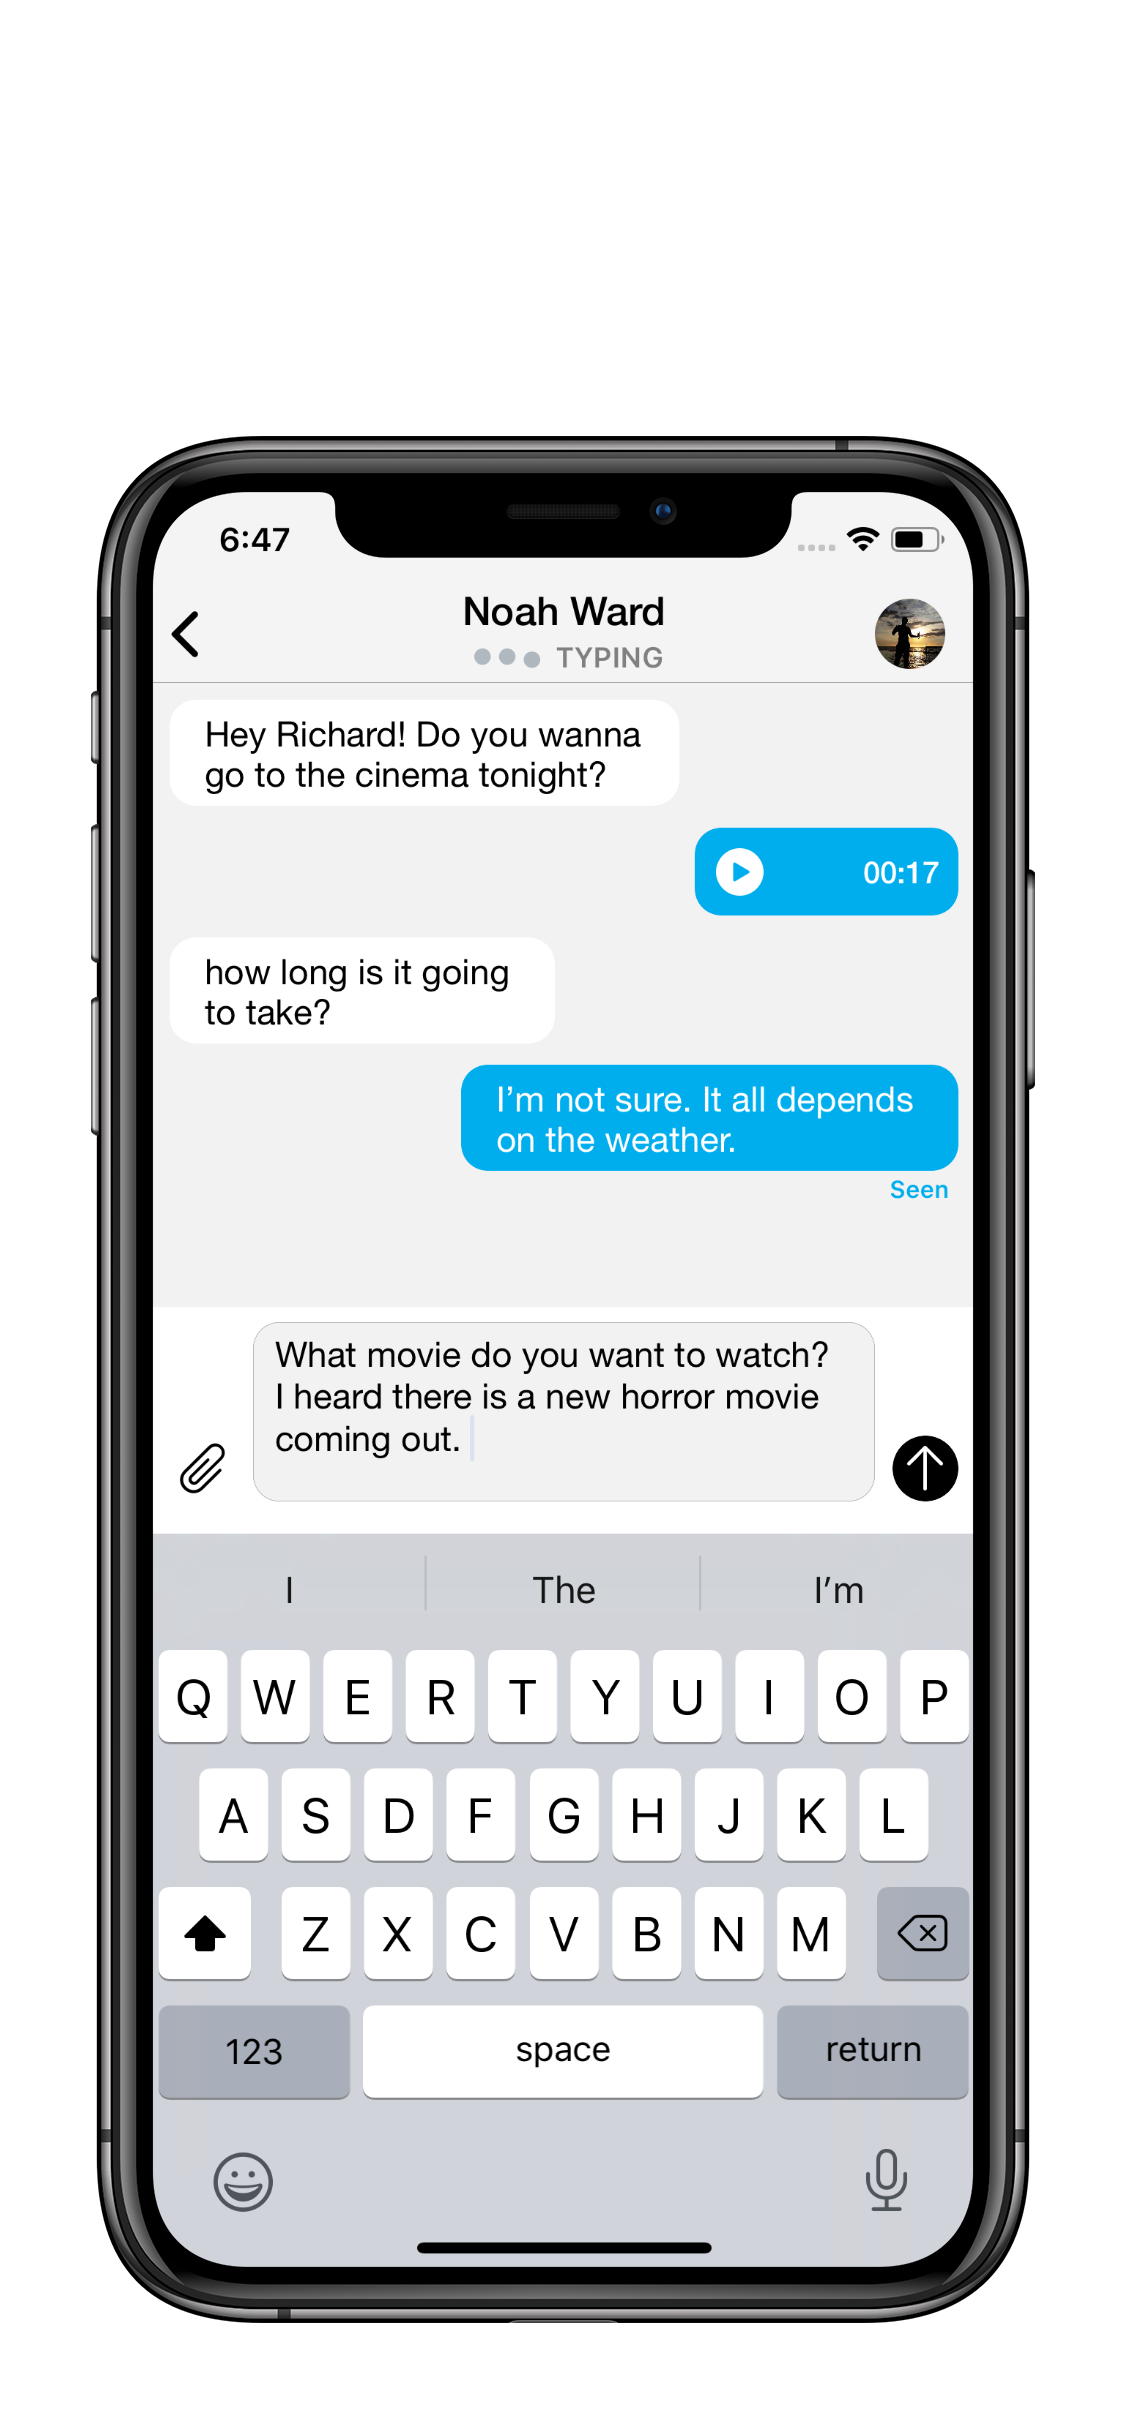 6:47
Noah Ward
TYPING
Hey Richard! Do you wanna
go to the cinema tonight?
00:17
how long is it going
to take?
I’m not sure. It all depends
on the weather.
Seen
What movie do you want to watch?
I heard there is a new horror movie
coming out.
I The I’m
Q W E R T Y U I O P
A S D F G H J K L
Z X C V B N M
123 space return